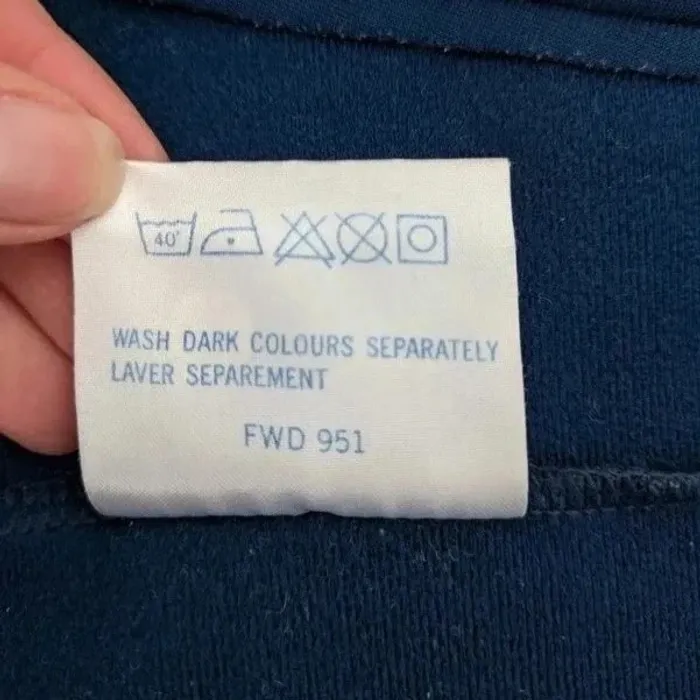 40°
WASH DARK COLOURS SEPARATELY
LAVER SEPAREMENT
FWD 951